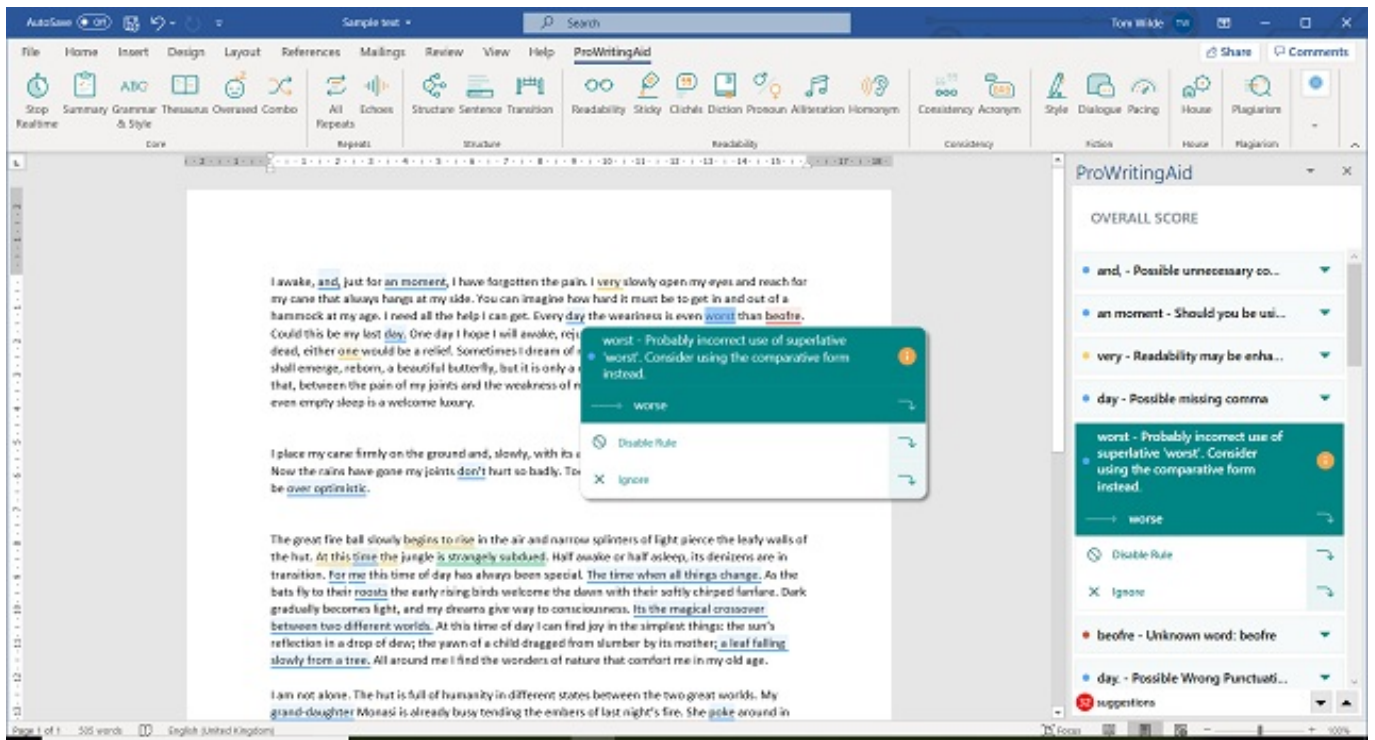 AutoSave Off Sample text Search Tom Wilde TW
File Home Insert Design Layout References Mailings Review View Help ProWritingAid Share Comments
Stop Realtime Summary Grammar & Style Thesaurus Overused Combo All Repeats Echoes Structure Sentence Transition Readability Sticky Clichés Diction Pronoun Alliteration Homonym Consistency Acronym Style Dialogue Pacing House Plagiarism
Core Repeats Structure Readability Consistency Fiction House Plagiarism
I awake, and, just for an moment, I have forgotten the pain. I very slowly open my eyes and reach for
my cane that always hangs at my side. You can imagine how hard it must be to get in and out of a
hammock at my age. I need all the help I can get. Every day the weariness is even worst than beofre.
Could this be my last day. One day I hope I will awake,
dead, either one would be a relief. Sometimes I dream of
shall emerge, reborn, a beautiful butterfly, but it is only a
that, between the pain of my joints and the weakness of
even empty sleep is a welcome luxury.
I place my cane firmly on the ground and, slowly, with its
Now the rains have gone my joints don't hurt so badly.
be over optimistic.
The great fire ball slowly begins to rise in the air and narrow splinters of light pierce the leafy walls of
the hut. At this time the jungle is strangely subdued. Half awake or half asleep, its denizens are in
transition. For me this time of day has always been special. The time when all things change. As the
bats fly to their roosts the early rising birds welcome the dawn with their softly chirped fanfare. Dark
gradually becomes light, and my dreams give way to consciousness. Its the magical crossover
between two different worlds. At this time of day I can find joy in the simplest things: the sun's
reflection in a drop of dew; the yawn of a child dragged from slumber by its mother; a leaf falling
slowly from a tree. All around me I find the wonders of nature that comfort me in my old age.
I am not alone. The hut is full of humanity in different states between the two great worlds. My
grand-daughter Monasi is already busy tending the embers of last night's fire. She poke around in
worst - Probably incorrect use of superlative
'worst'. Consider using the comparative form
instead.
worse
Disable Rule
Ignore
ProWritingAid
OVERALL SCORE
and, - Possible unnecessary co...
an moment - Should you be usi...
very - Readability may be enha...
day - Possible missing comma
worst - Probably incorrect use of
superlative 'worst'. Consider
using the comparative form
instead.
worse
Disable Rule
Ignore
beofre - Unknown word: beofre
day. - Possible Wrong Punctuati...
32 suggestions
Page 1 of 1 535 words English (United Kingdom) Focus 100%